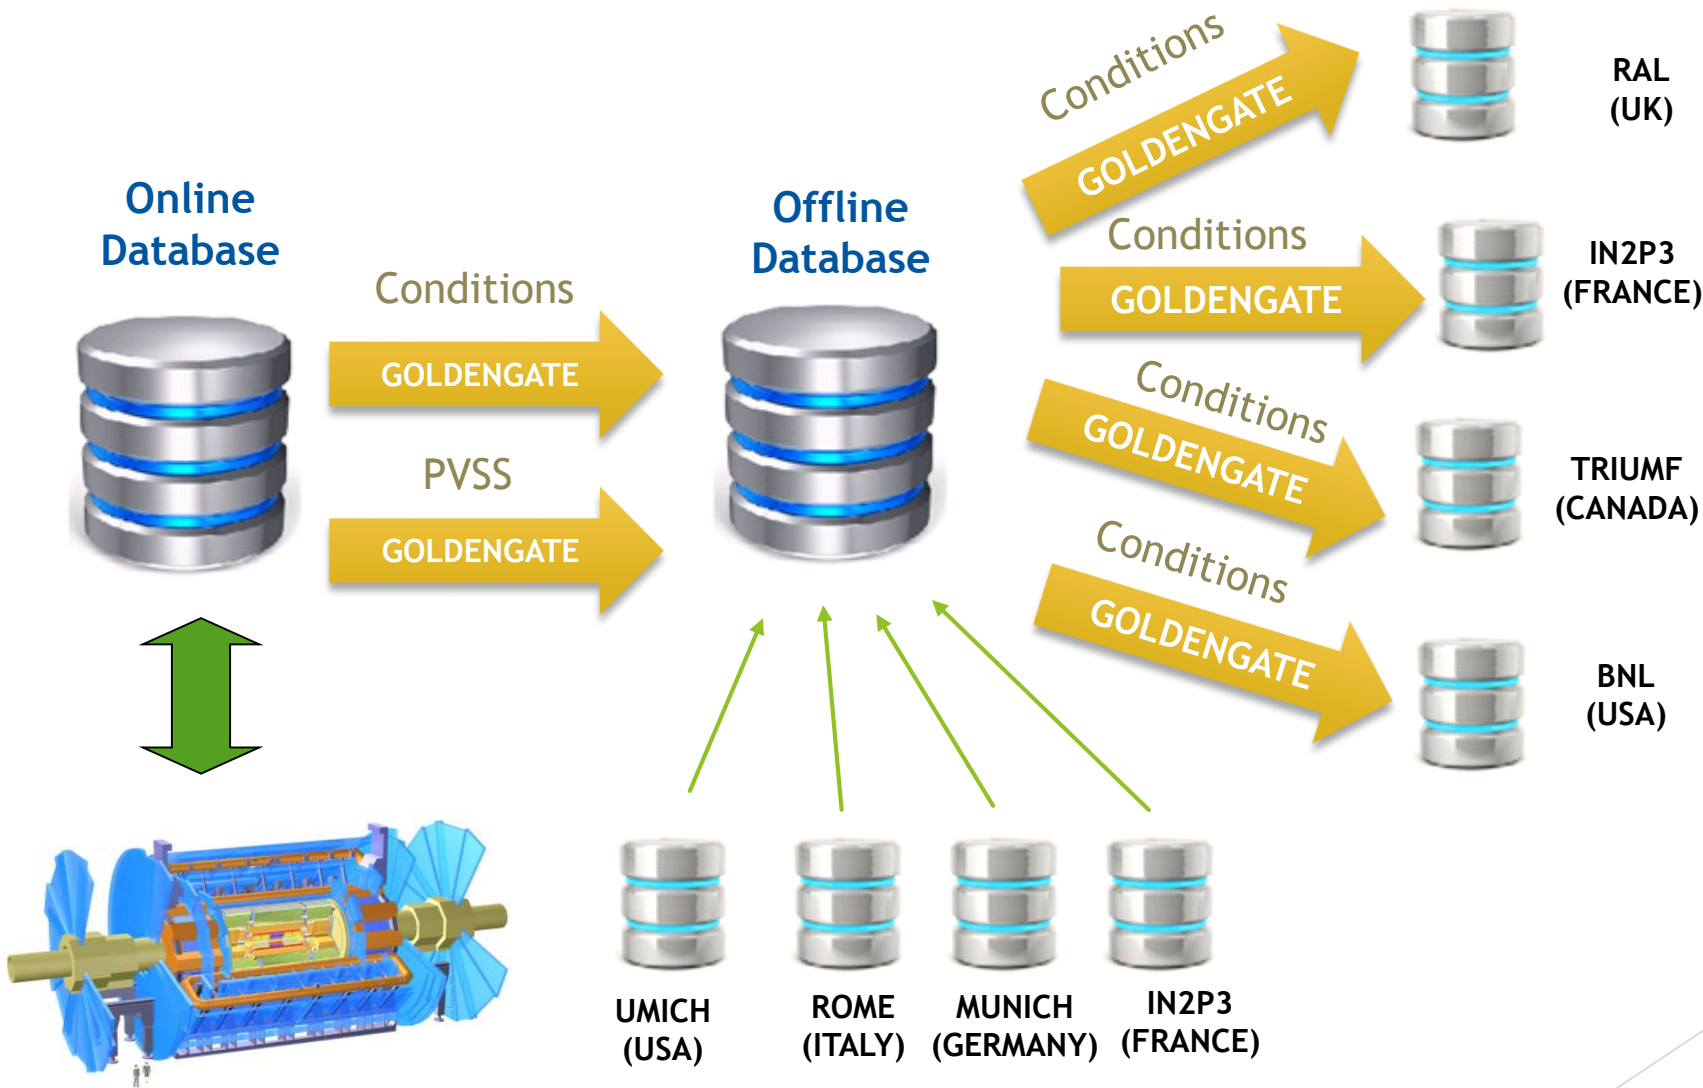 Online
Database
Conditions
GOLDENGATE
PVSS
GOLDENGATE
Offline
Database
Conditions
GOLDENGATE
RAL
(UK)
Conditions
GOLDENGATE
IN2P3
(FRANCE)
Conditions
GOLDENGATE
TRIUMF
(CANADA)
Conditions
GOLDENGATE
BNL
(USA)
UMICH
(USA)
ROME
(ITALY)
MUNICH
(GERMANY)
IN2P3
(FRANCE)